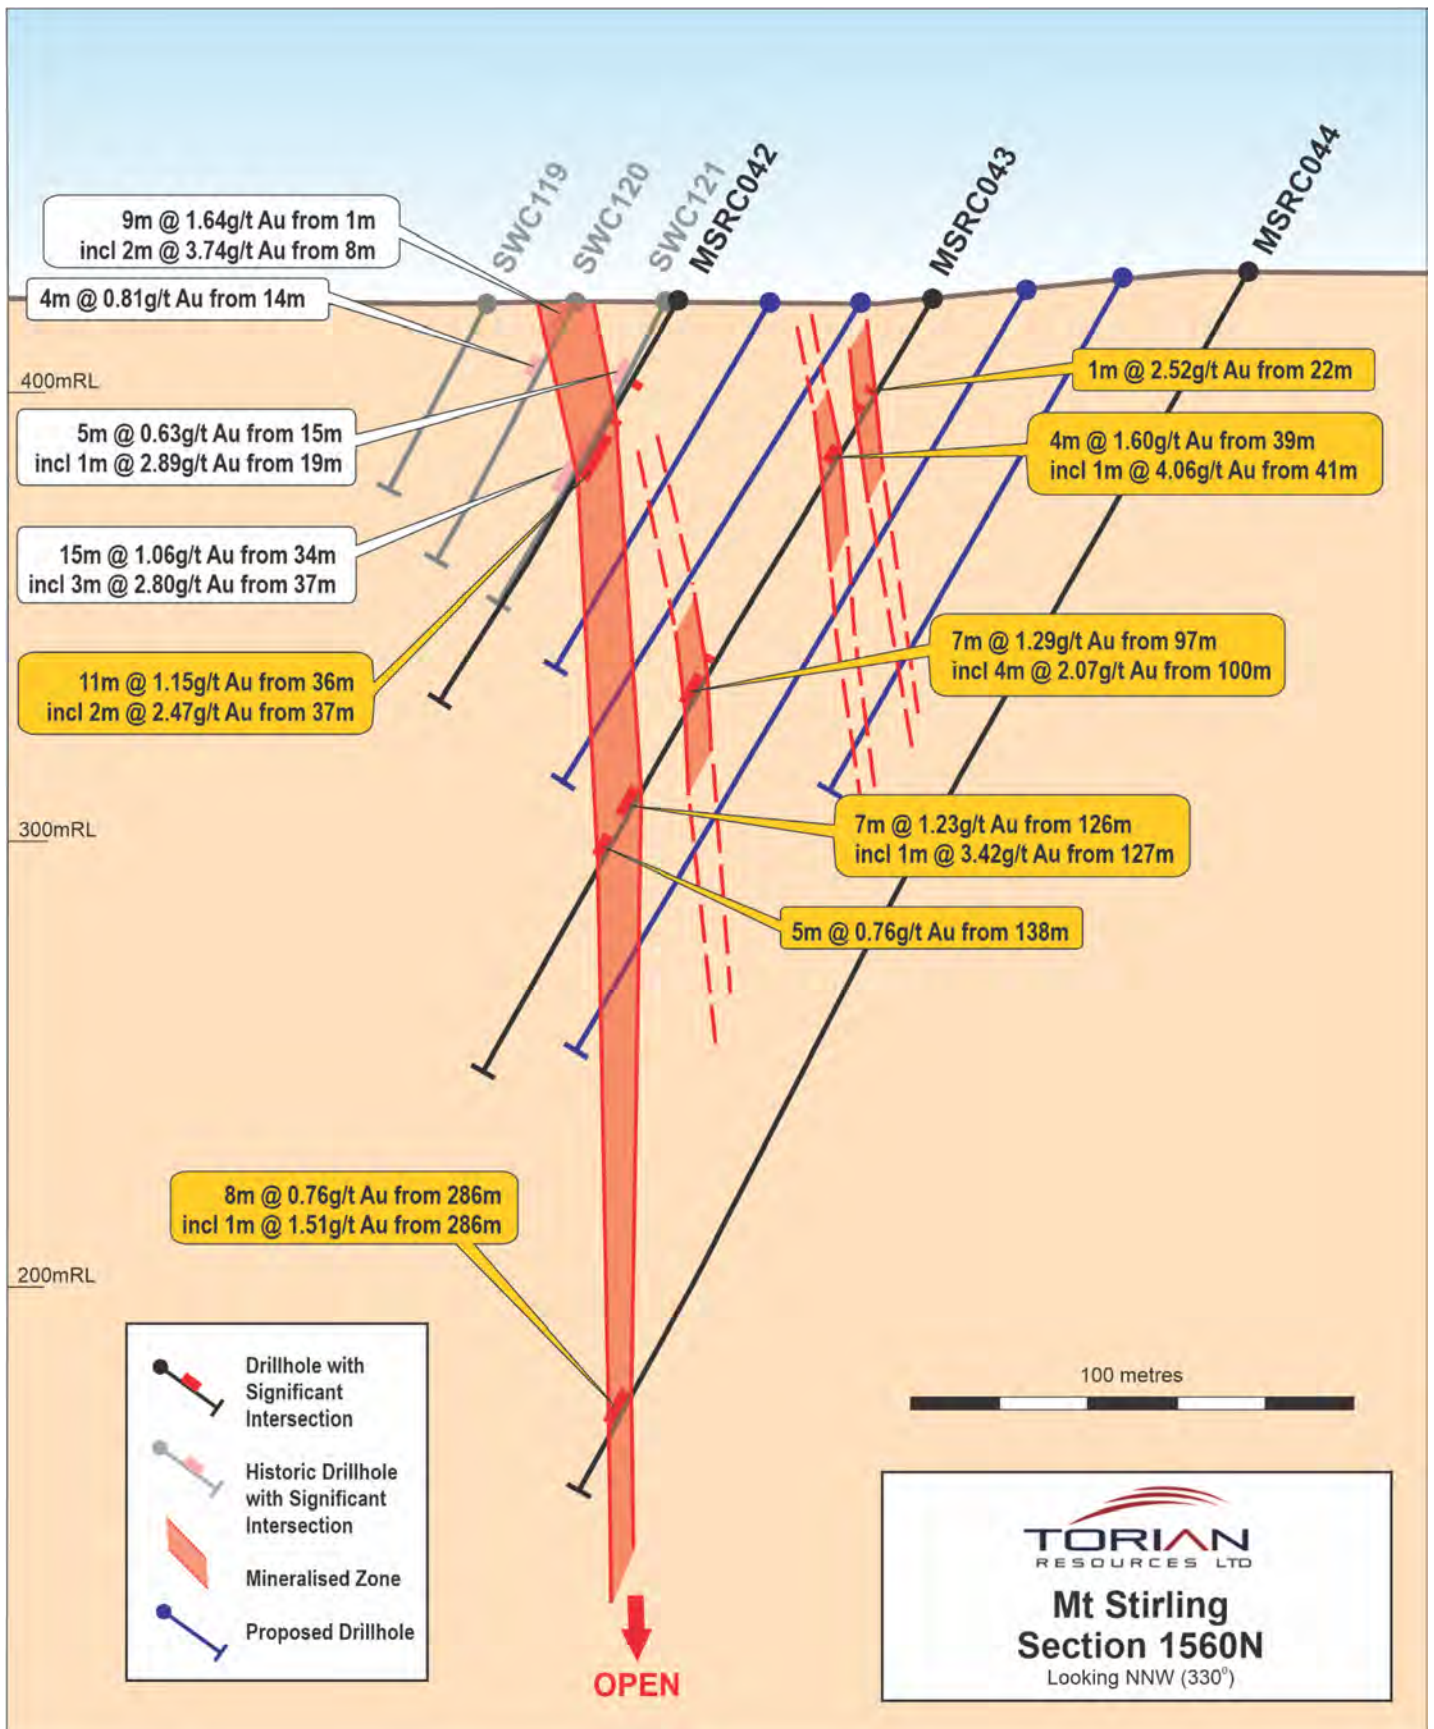 SWC119
SWC120
SWC121
MSRC042
MSRC043
MSRC044
9m @ 1.64g/t Au from 1m
incl 2m @ 3.74g/t Au from 8m
4m @ 0.81g/t Au from 14m
400mRL
5m @ 0.63g/t Au from 15m
incl 1m @ 2.89g/t Au from 19m
15m @ 1.06g/t Au from 34m
incl 3m @ 2.80g/t Au from 37m
11m @ 1.15g/t Au from 36m
incl 2m @ 2.47g/t Au from 37m
1m @ 2.52g/t Au from 22m
4m @ 1.60g/t Au from 39m
incl 1m @ 4.06g/t Au from 41m
7m @ 1.29g/t Au from 97m
incl 4m @ 2.07g/t Au from 100m
300mRL
7m @ 1.23g/t Au from 126m
incl 1m @ 3.42g/t Au from 127m
5m @ 0.76g/t Au from 138m
8m @ 0.76g/t Au from 286m
incl 1m @ 1.51g/t Au from 286m
200mRL
Drillhole with
Significant
Intersection
Historic Drillhole
with Significant
Intersection
Mineralised Zone
Proposed Drillhole
OPEN
100 metres
TORIAN
RESOURCES LTD
Mt Stirling
Section 1560N
Looking NNW (330⁰)